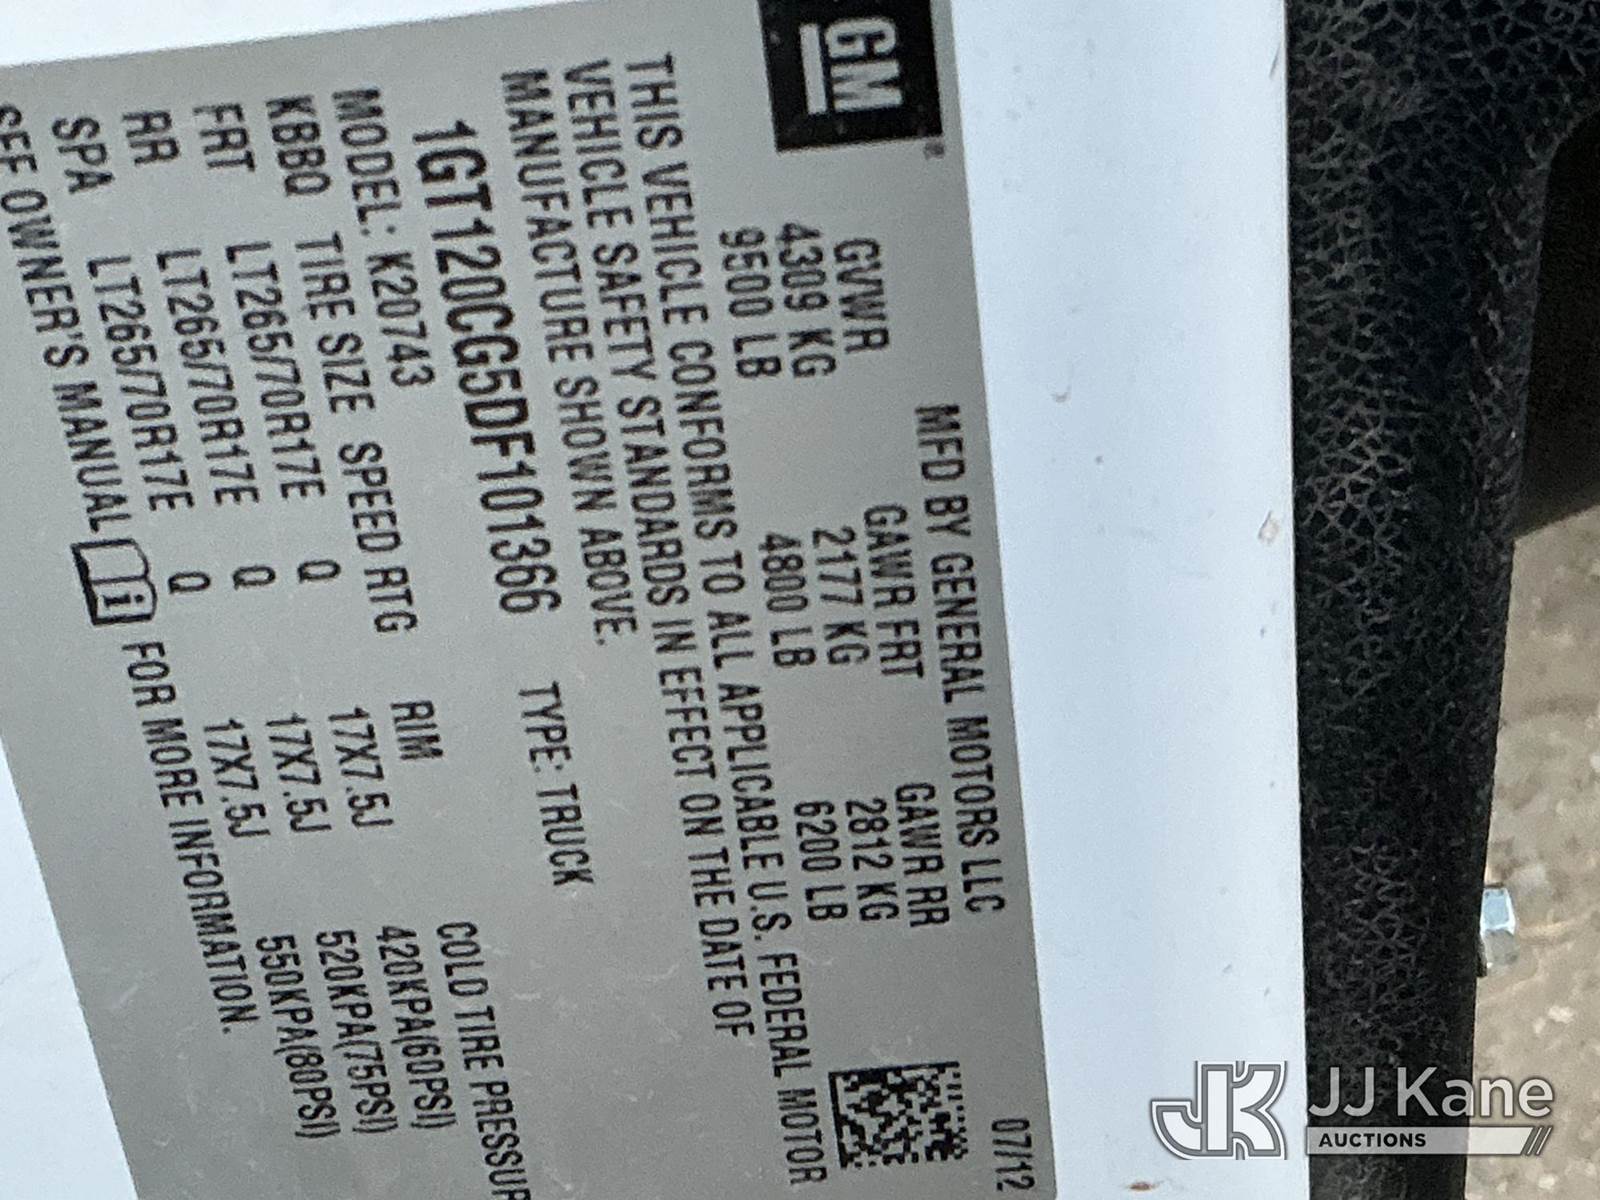 GM
MFD BY GENERAL MOTORS LLC 07/12
GVWR GAWR FRT GAWR RR
4309 KG 2177 KG 2812 KG
9500 LB 4800 LB 6200 LB
THIS VEHICLE CONFORMS TO ALL APPLICABLE U.S. FEDERAL MOTOR
VEHICLE SAFETY STANDARDS IN EFFECT ON THE DATE OF
MANUFACTURE SHOWN ABOVE.
1GT120CG5DF101366 TYPE: TRUCK
MODEL: K20743
KBBQ TIRE SIZE SPEED RTG RIM COLD TIRE PRESSUR
FRT LT265/70R17E Q 17X7.5J 420KPA(60PSI)
RR LT265/70R17E Q 17X7.5J 520KPA(75PSI)
SPA LT265/70R17E Q 17X7.5J 550KPA(80PSI)
SEE OWNER'S MANUAL FOR MORE INFORMATION.
JJ Kane
AUCTIONS